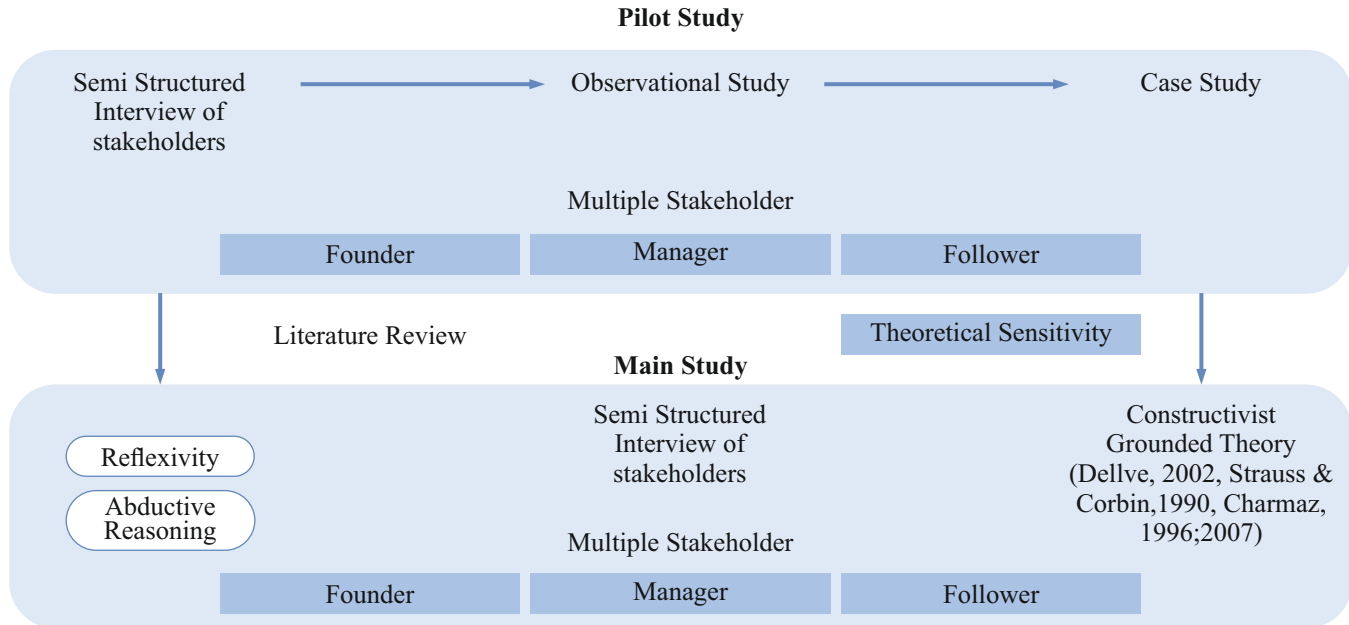 Pilot Study
Semi Structured
Interview of
stakeholders
Observational Study
Case Study
Multiple Stakeholder
Founder
Manager
Follower
Literature Review
Theoretical Sensitivity
Main Study
Reflexivity
Abductive
Reasoning
Semi Structured
Interview of
stakeholders
Constructivist
Grounded Theory
(Dellve, 2002, Strauss &
Corbin,1990, Charmaz,
1996;2007)
Multiple Stakeholder
Founder
Manager
Follower